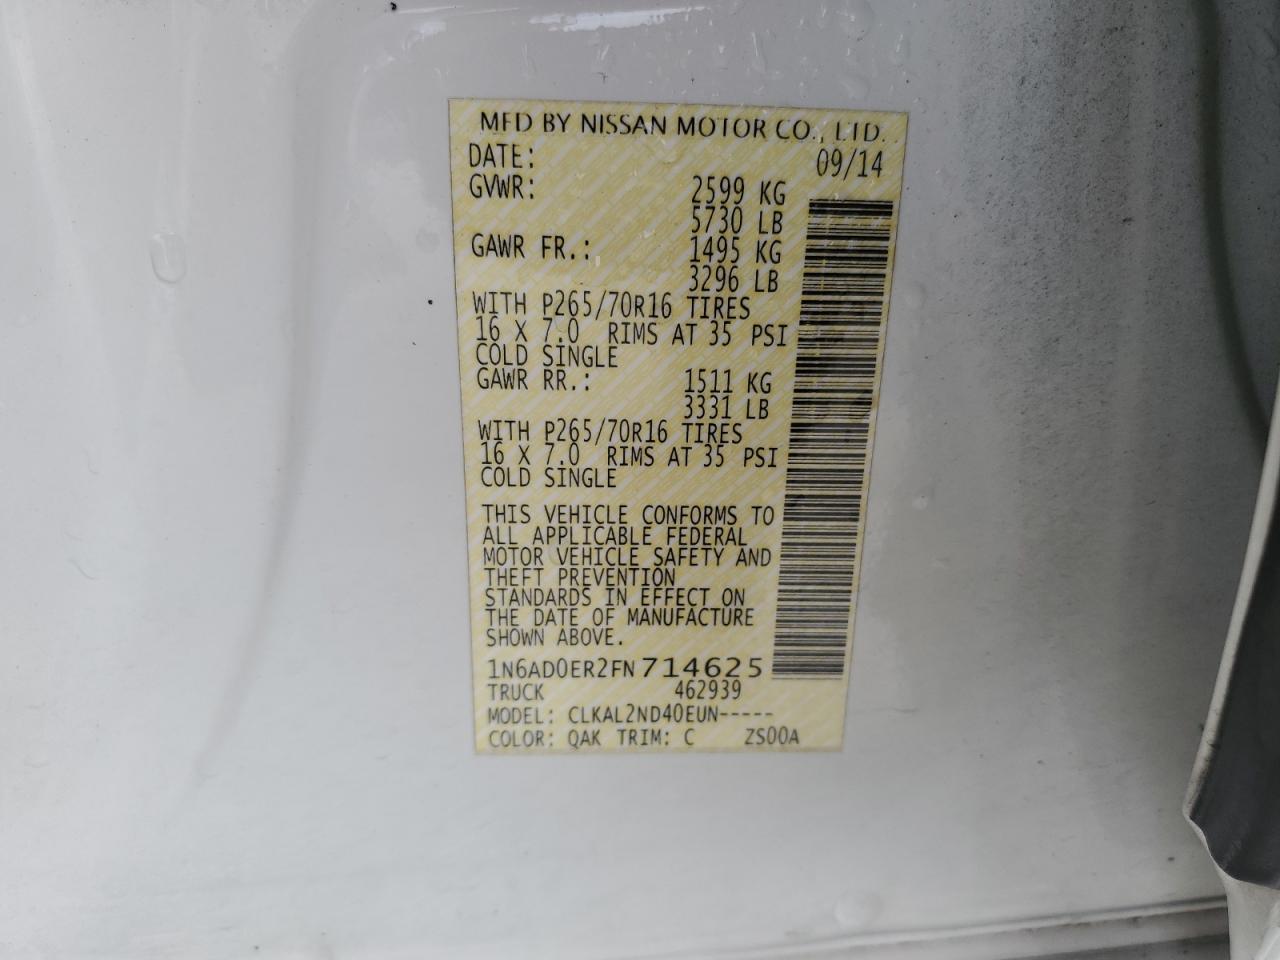 MFD BY NISSAN MOTOR CO., LTD.
DATE: 09/14
GVWR: 2599 KG
5730 LB
GAWR FR.: 1495 KG
3296 LB
WITH P265/70R16 TIRES
16 X 7.0 RIMS AT 35 PSI
COLD SINGLE
GAWR RR.: 1511 KG
3331 LB
WITH P265/70R16 TIRES
16 X 7.0 RIMS AT 35 PSI
COLD SINGLE
THIS VEHICLE CONFORMS TO
ALL APPLICABLE FEDERAL
MOTOR VEHICLE SAFETY AND
THEFT PREVENTION
STANDARDS IN EFFECT ON
THE DATE OF MANUFACTURE
SHOWN ABOVE.
1N6AD0ER2FN714625
TRUCK 462939
MODEL: CLKAL2ND40EUN-----
COLOR: QAK TRIM: C ZS00A